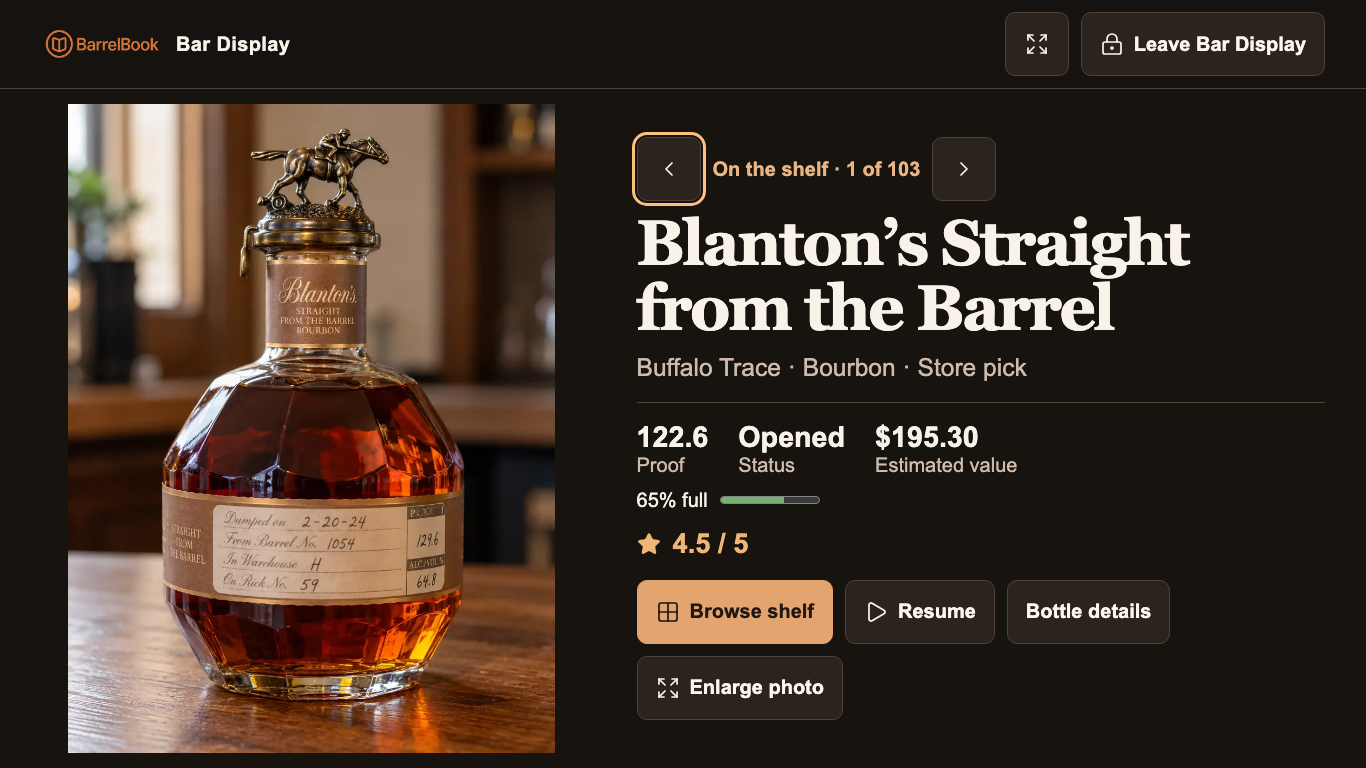 BarrelBook Bar Display
Leave Bar Display
On the shelf · 1 of 103
Blanton’s Straight
from the Barrel
Buffalo Trace · Bourbon · Store pick
122.6 Opened $195.30
Proof Status Estimated value
65% full
4.5 / 5
Browse shelf Resume Bottle details
Enlarge photo
Blanton's
STRAIGHT
FROM THE BARREL
BOURBON
STRAIGHT
FROM
THE BARREL
Dumped on 2-20-24
From Barrel No. 1054
In Warehouse H
On Rick No. 59
129.6
64.8